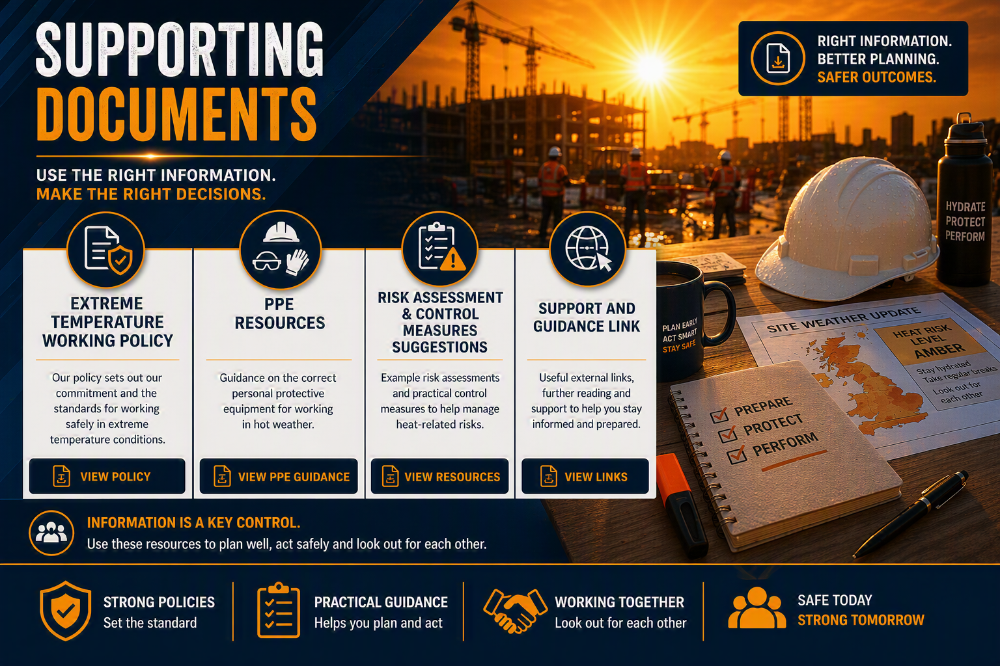 SUPPORTING
DOCUMENTS
USE THE RIGHT INFORMATION.
MAKE THE RIGHT DECISIONS.
RIGHT INFORMATION.
BETTER PLANNING.
SAFER OUTCOMES.
EXTREME
TEMPERATURE
WORKING POLICY
Our policy sets out our
commitment and the
standards for working
safely in extreme
temperature conditions.
VIEW POLICY
PPE
RESOURCES
Guidance on the correct
personal protective
equipment for working
in hot weather.
VIEW PPE GUIDANCE
RISK ASSESSMENT
& CONTROL
MEASURES
SUGGESTIONS
Example risk assessments
and practical control
measures to help manage
heat-related risks.
VIEW RESOURCES
SUPPORT AND
GUIDANCE LINK
Useful external links,
further reading and
support to help you stay
informed and prepared.
VIEW LINKS
HYDRATE
PROTECT
PERFORM
PLAN EARLY
ACT SMART
STAY SAFE
SITE WEATHER UPDATE
HEAT RISK
LEVEL
AMBER
Stay hydrated
Take regular breaks
Look out for
each other
PREPARE
PROTECT
PERFORM
INFORMATION IS A KEY CONTROL.
Use these resources to plan well, act safely and look out for each other.
STRONG POLICIES
Set the standard
PRACTICAL GUIDANCE
Helps you plan and act
WORKING TOGETHER
Look out for each other
SAFE TODAY
STRONG TOMORROW